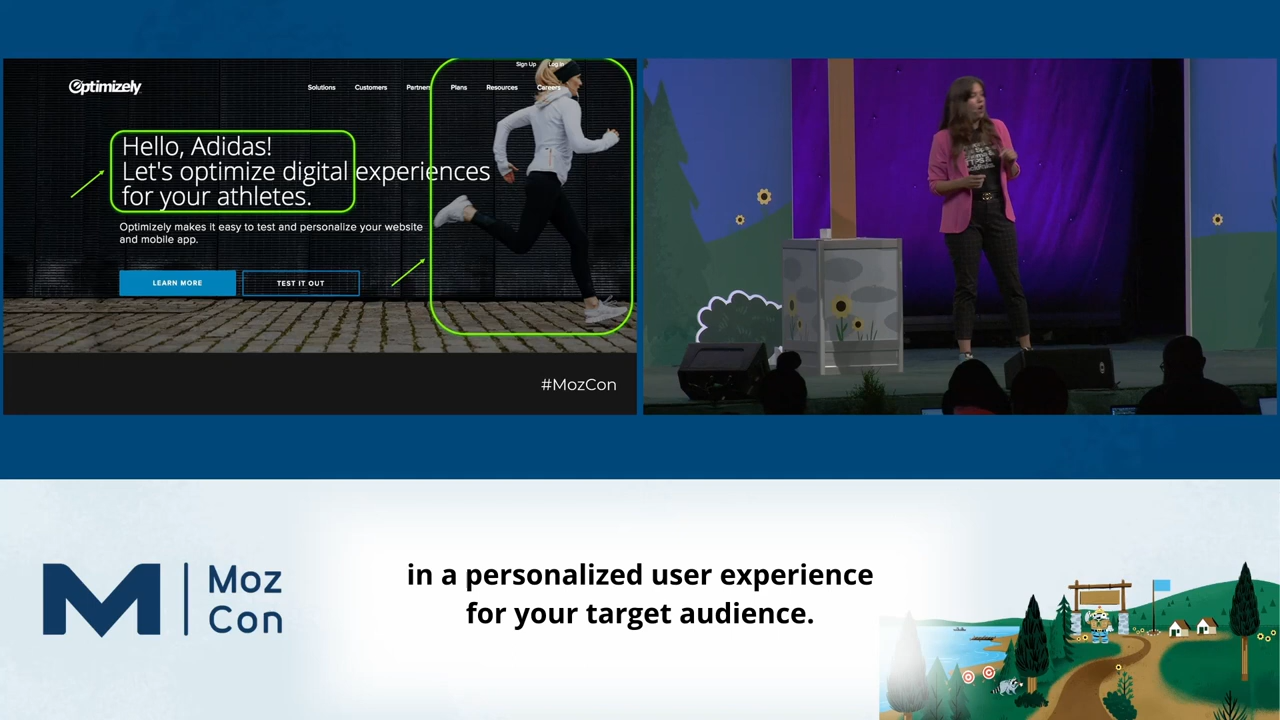 Sign Up Log In
Optimizely
Solutions Customers Partners Plans Resources Careers
Hello, Adidas!
Let's optimize digital experiences
for your athletes.
Optimizely makes it easy to test and personalize your website
and mobile app.
LEARN MORE TEST IT OUT
#MozCon
Moz
Con
in a personalized user experience
for your target audience.